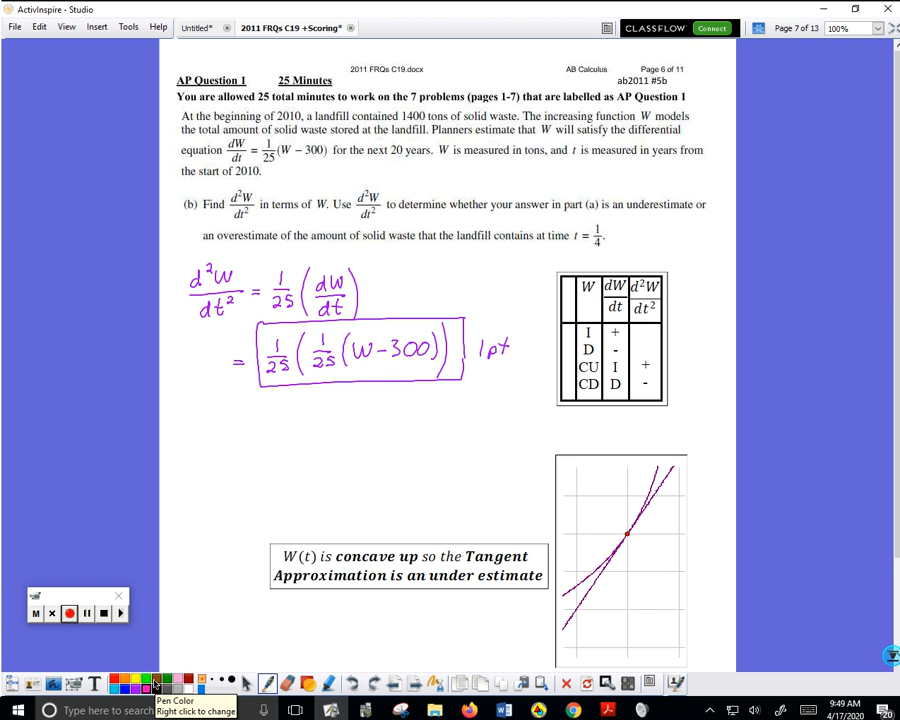 ActivInspire - Studio
File Edit View Insert Tools Help Untitled* 2011 FRQs C19 +Scoring* CLASSFLOW Connect Page 7 of 13 100%
2011 FRQs C19.docx AB Calculus Page 6 of 11
AP Question 1 25 Minutes ab2011 #5b
You are allowed 25 total minutes to work on the 7 problems (pages 1-7) that are labelled as AP Question 1
At the beginning of 2010, a landfill contained 1400 tons of solid waste. The increasing function W models
the total amount of solid waste stored at the landfill. Planners estimate that W will satisfy the differential
equation dW/dt = 1/25 (W − 300) for the next 20 years. W is measured in tons, and t is measured in years from
the start of 2010.
(b) Find d²W/dt² in terms of W. Use d²W/dt² to determine whether your answer in part (a) is an underestimate or
an overestimate of the amount of solid waste that the landfill contains at time t = 1/4.
d²W/dt² = 1/25 (dW/dt)
= 1/25 (1/25 (W − 300)) 1pt
W dW/dt d²W/dt²
I +
D -
CU I +
CD D -
W(t) is concave up so the Tangent
Approximation is an under estimate
M
Pen Color
Right click to change
Type here to search
9:49 AM
4/17/2020
20